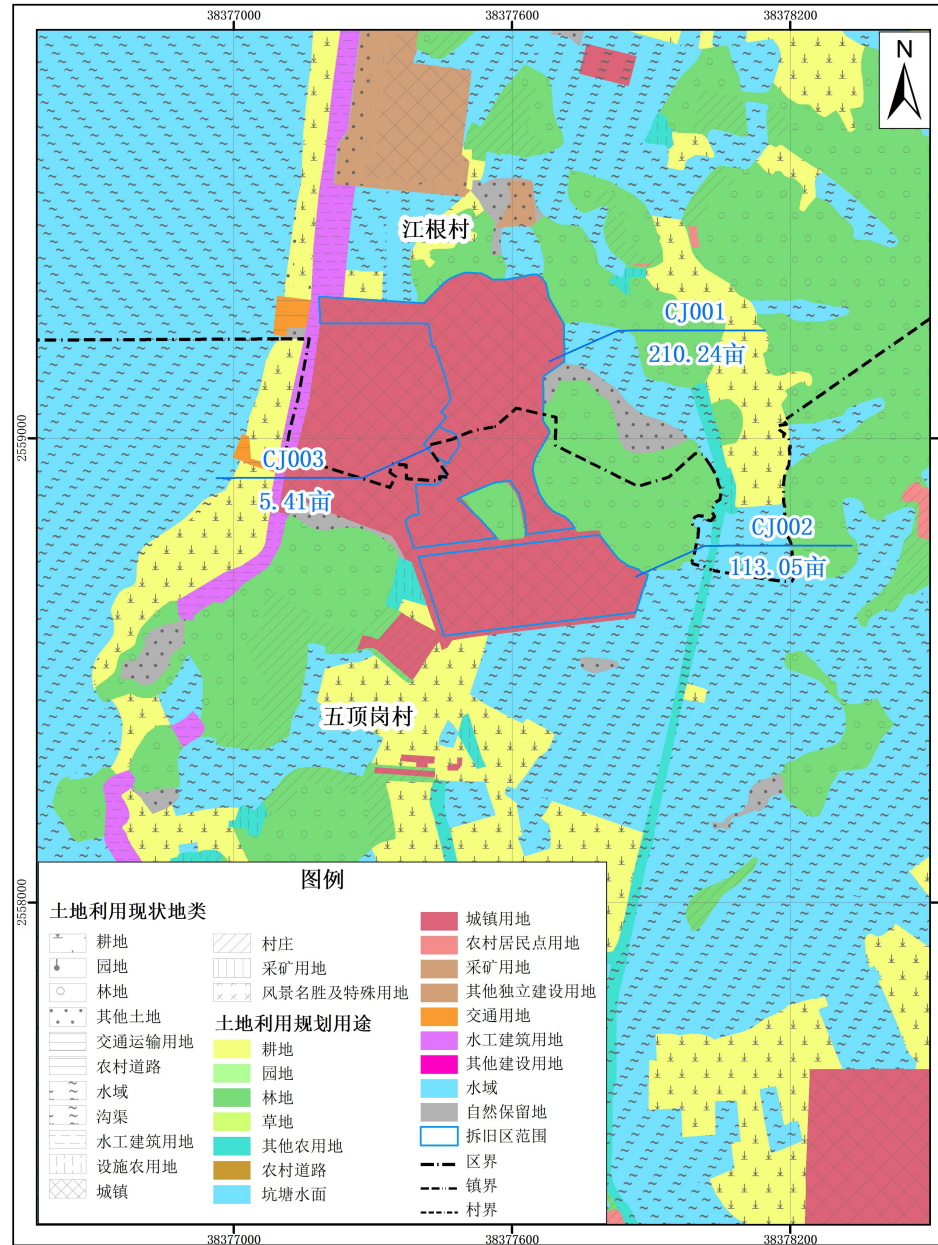 38377000
38377600
38378200
N
江根村
CJ001
210.24亩
2559000
CJ003
5.41亩
CJ002
113.05亩
五顶岗村
2558000
图例
土地利用现状地类
耕地
园地
林地
其他土地
交通运输用地
农村道路
水域
沟渠
水工建筑用地
设施农用地
城镇
村庄
采矿用地
风景名胜及特殊用地
土地利用规划用途
耕地
园地
林地
草地
其他农用地
农村道路
坑塘水面
城镇用地
农村居民点用地
采矿用地
其他独立建设用地
交通用地
水工建筑用地
其他建设用地
水域
自然保留地
拆旧区范围
区界
镇界
村界
38377000
38377600
38378200